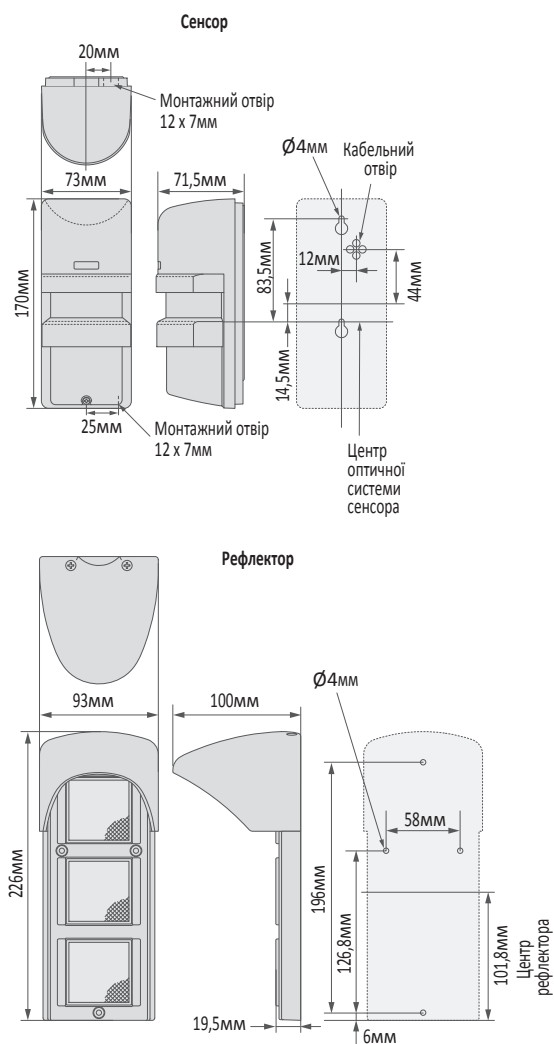 Сенсор
20мм
Монтажний отвір
12 x 7мм
73мм
71,5мм
Ø4мм
Кабельний
отвір
170мм
83,5мм
12мм
44мм
14,5мм
25мм
Монтажний отвір
12 x 7мм
Центр
оптичної
системи
сенсора
Рефлектор
93мм
100мм
Ø4мм
226мм
58мм
196мм
126,8мм
101,8мм
Центр
рефлектора
19,5мм
6мм